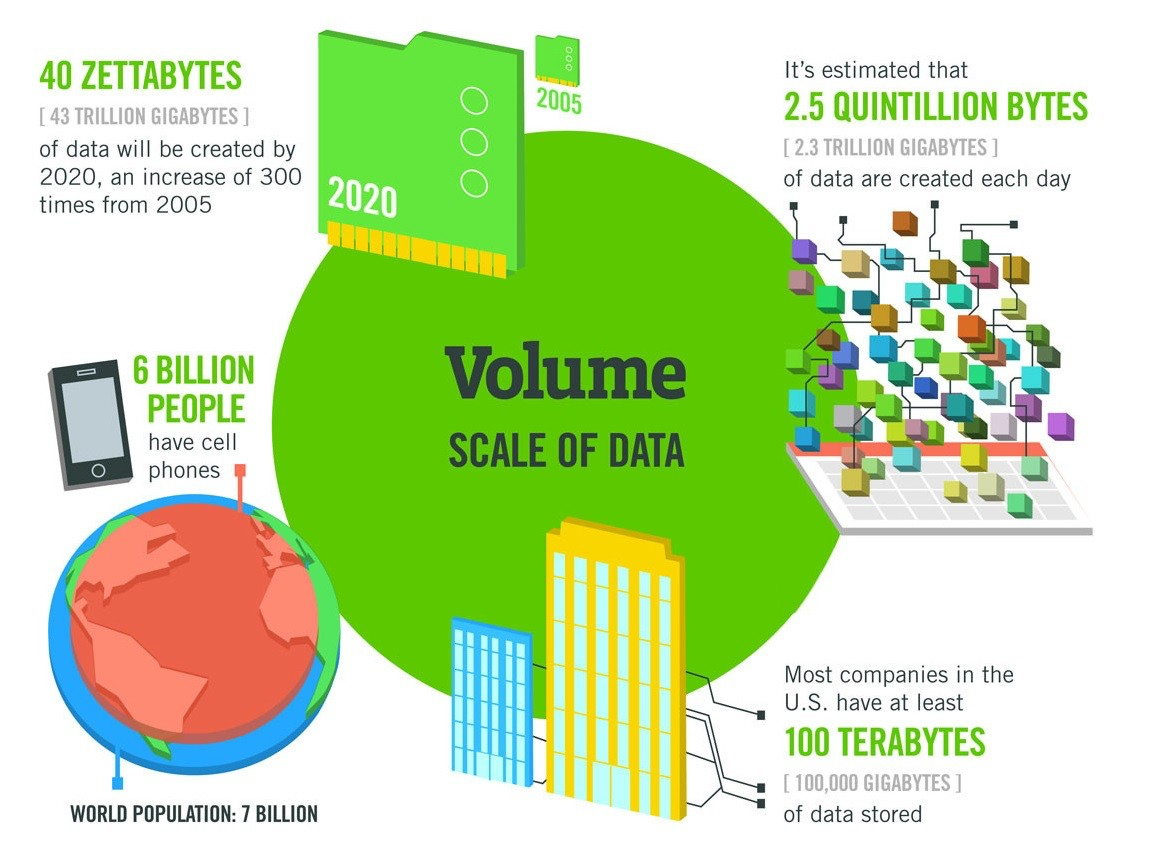 40 ZETTABYTES
[ 43 TRILLION GIGABYTES ]
of data will be created by
2020, an increase of 300
times from 2005
2020
2005
It’s estimated that
2.5 QUINTILLION BYTES
[ 2.3 TRILLION GIGABYTES ]
of data are created each day
6 BILLION
PEOPLE
have cell
phones
Volume
SCALE OF DATA
WORLD POPULATION: 7 BILLION
Most companies in the
U.S. have at least
100 TERABYTES
[ 100,000 GIGABYTES ]
of data stored